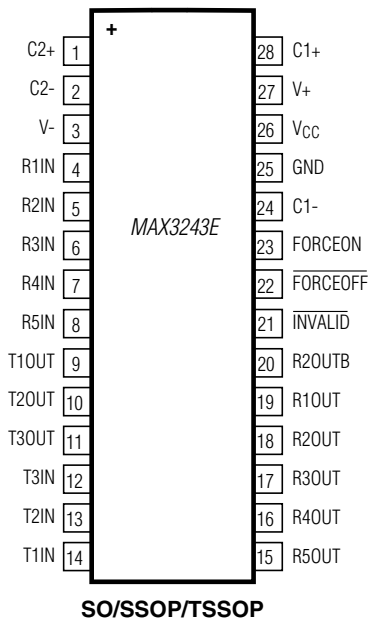 +
C2+ 1 28 C1+
C2- 2 27 V+
V- 3 26 VCC
R1IN 4 25 GND
R2IN 5 24 C1-
MAX3243E
R3IN 6 23 FORCEON
R4IN 7 22 FORCEOFF
R5IN 8 21 INVALID
T1OUT 9 20 R2OUTB
T2OUT 10 19 R1OUT
T3OUT 11 18 R2OUT
T3IN 12 17 R3OUT
T2IN 13 16 R4OUT
T1IN 14 15 R5OUT
SO/SSOP/TSSOP